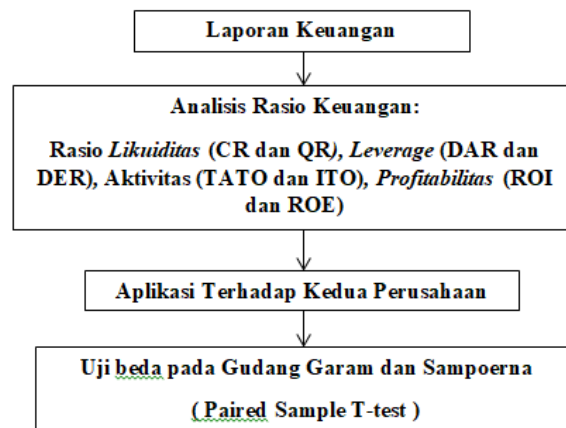 Laporan Keuangan
Analisis Rasio Keuangan:
Rasio Likuiditas (CR dan QR), Leverage (DAR dan
DER), Aktivitas (TATO dan ITO), Profitabilitas (ROI
dan ROE)
Aplikasi Terhadap Kedua Perusahaan
Uji beda pada Gudang Garam dan Sampoerna
( Paired Sample T-test )